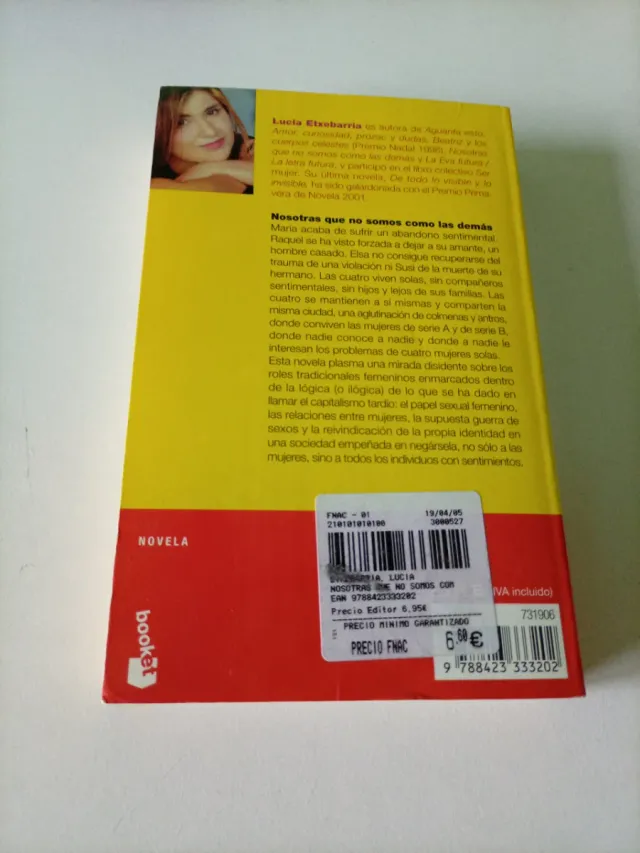 Lucía Etxebarria es autora de Aguanta esto,
Amor, curiosidad, prozac y dudas, Beatriz y los
cuerpos celestes (Premio Nadal 1998), Nosotras
que no somos como las demás y La Eva futura /
La letra futura, y participó en el libro colectivo Ser
mujer. Su última novela, De todo lo visible y lo
invisible, ha sido galardonada con el Premio Prima
vera de Novela 2001.
Nosotras que no somos como las demás
María acaba de sufrir un abandono sentimental.
Raquel se ha visto forzada a dejar a su amante, un
hombre casado. Elsa no consigue recuperarse del
trauma de una violación ni Susi de la muerte de su
hermano. Las cuatro viven solas, sin compañeros
sentimentales, sin hijos y lejos de sus familias. Las
cuatro se mantienen a sí mismas y comparten la
misma ciudad, una aglutinación de colmenas y antros,
donde conviven las mujeres de serie A y de serie B,
donde nadie conoce a nadie y donde a nadie le
interesan los problemas de cuatro mujeres solas.
Esta novela plasma una mirada disidente sobre los
roles tradicionales femeninos enmarcados dentro
de la lógica (o ilógica) de lo que se ha dado en
llamar el capitalismo tardío: el papel sexual femenino,
las relaciones entre mujeres, la supuesta guerra de
sexos y la reivindicación de la propia identidad en
una sociedad empeñada en negársela, no sólo a las
mujeres, sino a todos los individuos con sentimientos.
FNAC - 01 19/04/05
210101010100 3000527
LUCIA
NOSOTRAS QUE NO SOMOS COM
EAN 9788423333202
Precio Editor 6,95€
PRECIO MINIMO GARANTIZADO
PRECIO FNAC 6,60€
IVA incluido)
731906
9 788423 333202
NOVELA
booket